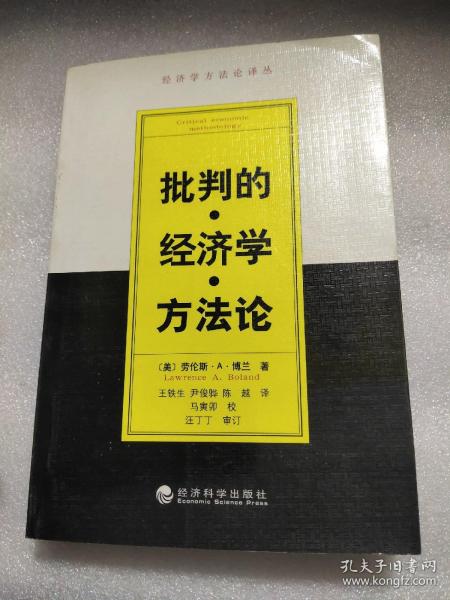 经济学方法论译丛
Critical economic
methodology
批判的
·
经济学
·
方法论
〔美〕劳伦斯·A·博兰 著
Lawrence A. Boland
王铁生 尹俊骅 陈 越 译
马寅卯 校
汪丁丁 审订
经济科学出版社
Economic Science Press
孔夫子旧书网
www.kongfz.com